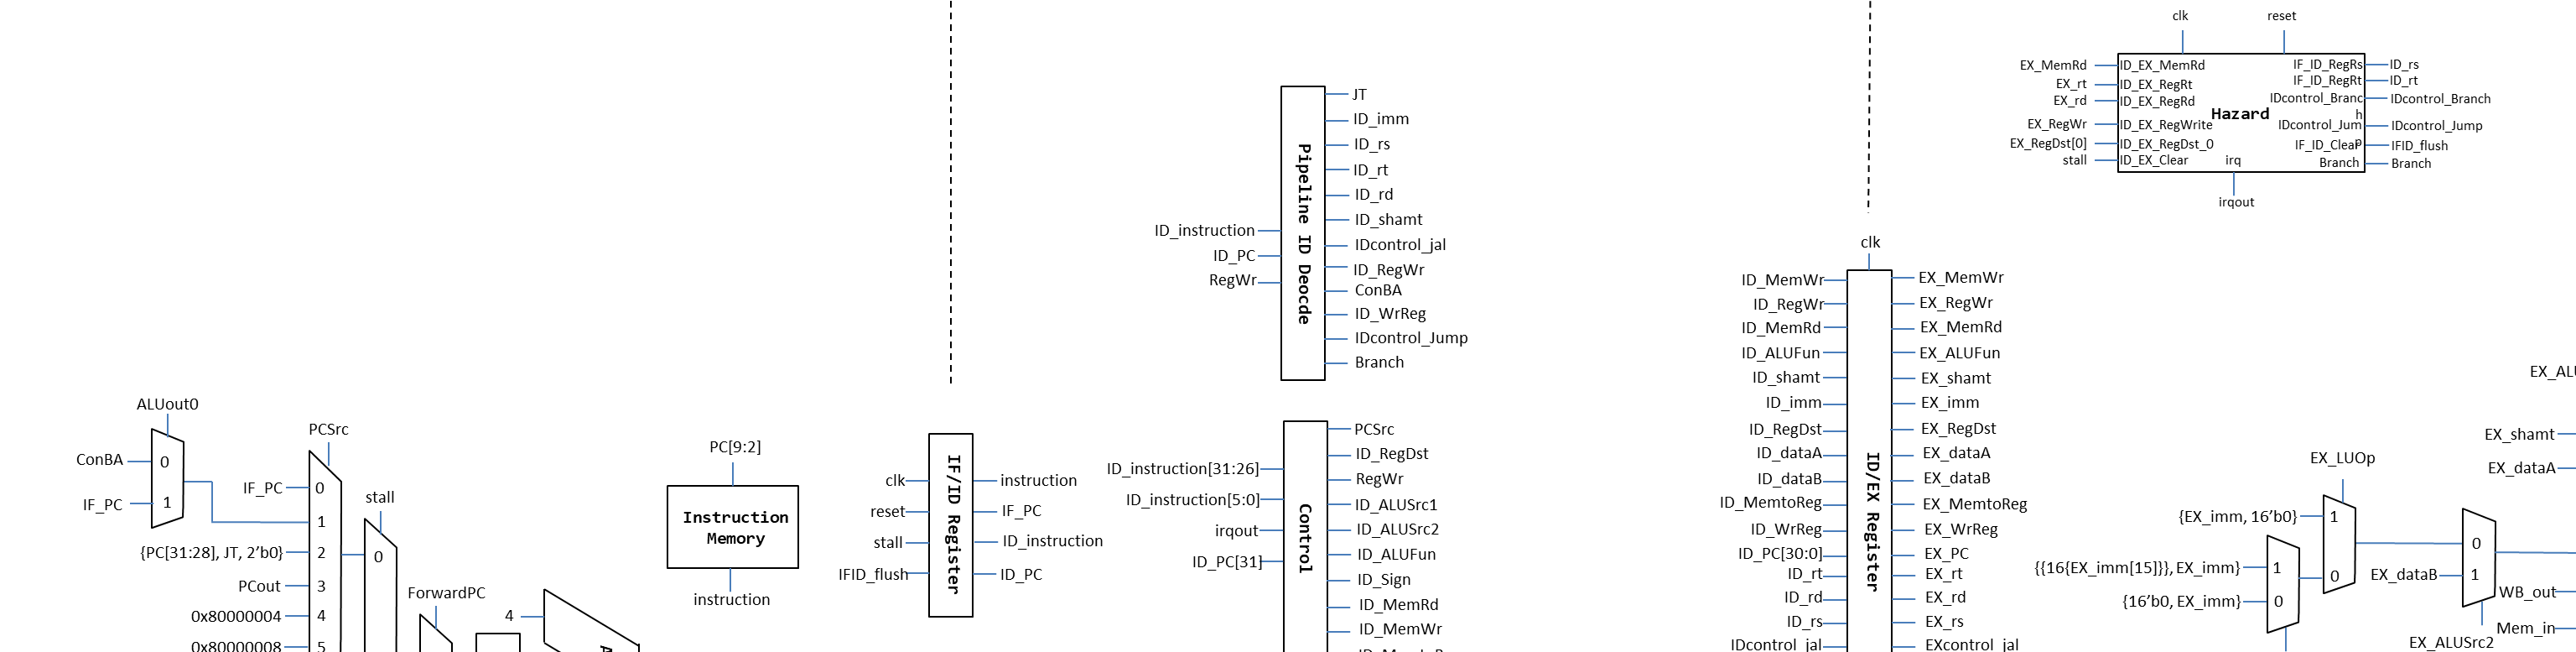 clk
reset
EX_MemRd
EX_rt
EX_rd
EX_RegWr
EX_RegDst[0]
stall
ID_EX_MemRd
ID_EX_RegRt
ID_EX_RegRd
ID_EX_RegWrite
ID_EX_RegDst_0
ID_EX_Clear
Hazard
irq
IF_ID_RegRs
IF_ID_RegRt
IDcontrol_Branc
h
IDcontrol_Jum
p
IF_ID_Clear
Branch
ID_rs
ID_rt
IDcontrol_Branch
IDcontrol_Jump
IFID_flush
Branch
irqout
ID_instruction
ID_PC
RegWr
Pipeline ID Deocde
JT
ID_imm
ID_rs
ID_rt
ID_rd
ID_shamt
IDcontrol_jal
ID_RegWr
ConBA
ID_WrReg
IDcontrol_Jump
Branch
clk
ID_MemWr
ID_RegWr
ID_MemRd
ID_ALUFun
ID_shamt
ID_imm
ID_RegDst
ID_dataA
ID_dataB
ID_MemtoReg
ID_WrReg
ID_PC[30:0]
ID_rt
ID_rd
ID_rs
IDcontrol_jal
ID/EX Register
EX_MemWr
EX_RegWr
EX_MemRd
EX_ALUFun
EX_shamt
EX_imm
EX_RegDst
EX_dataA
EX_dataB
EX_MemtoReg
EX_WrReg
EX_PC
EX_rt
EX_rd
EX_rs
EXcontrol_jal
ALUout0
ConBA
IF_PC
0
1
PCSrc
IF_PC
{PC[31:28], JT, 2’b0}
PCout
0x80000004
0x80000008
0
1
2
3
4
5
stall
0
ForwardPC
4
PC[9:2]
Instruction
Memory
instruction
clk
reset
stall
IFID_flush
IF/ID Register
instruction
IF_PC
ID_instruction
ID_PC
ID_instruction[31:26]
ID_instruction[5:0]
irqout
ID_PC[31]
Control
PCSrc
ID_RegDst
RegWr
ID_ALUSrc1
ID_ALUSrc2
ID_ALUFun
ID_Sign
ID_MemRd
ID_MemWr
EX_LUOp
{EX_imm, 16’b0}
{{16{EX_imm[15]}}, EX_imm}
{16’b0, EX_imm}
1
0
1
0
EX_dataB
0
1
EX_ALUSrc2
EX_ALU
EX_shamt
EX_dataA
WB_out
Mem_in